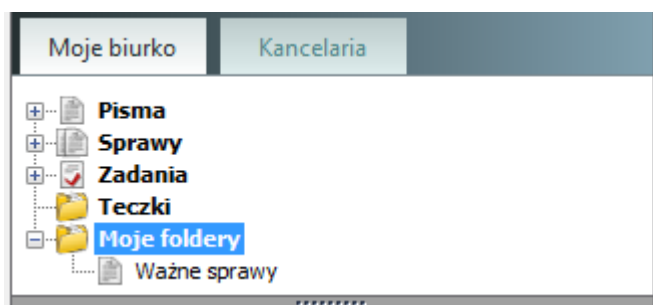 Moje biurko Kancelaria
Pisma
Sprawy
Zadania
Teczki
Moje foldery
Ważne sprawy